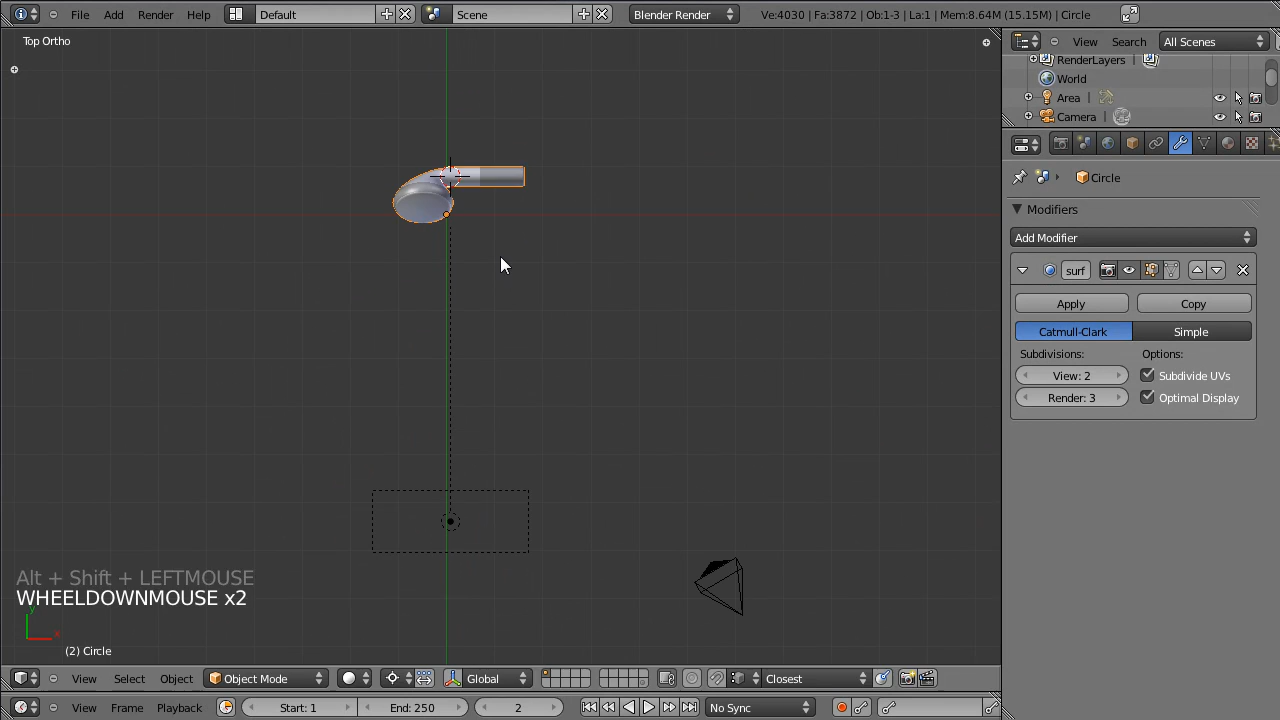 File Add Render Help Default Scene Blender Render Ve:4030 | Fa:3872 | Ob:1-3 | La:1 | Mem:8.64M (15.15M) | Circle
Top Ortho
View Search All Scenes
RenderLayers |
World
Area |
Camera |
Circle
Modifiers
Add Modifier
surf
Apply Copy
Catmull-Clark Simple
Subdivisions: Options:
View: 2 Subdivide UVs
Render: 3 Optimal Display
Alt + Shift + LEFTMOUSE
WHEELDOWNMOUSE x2
y
x
(2) Circle
View Select Object Object Mode Global Closest
View Frame Playback Start: 1 End: 250 2 No Sync